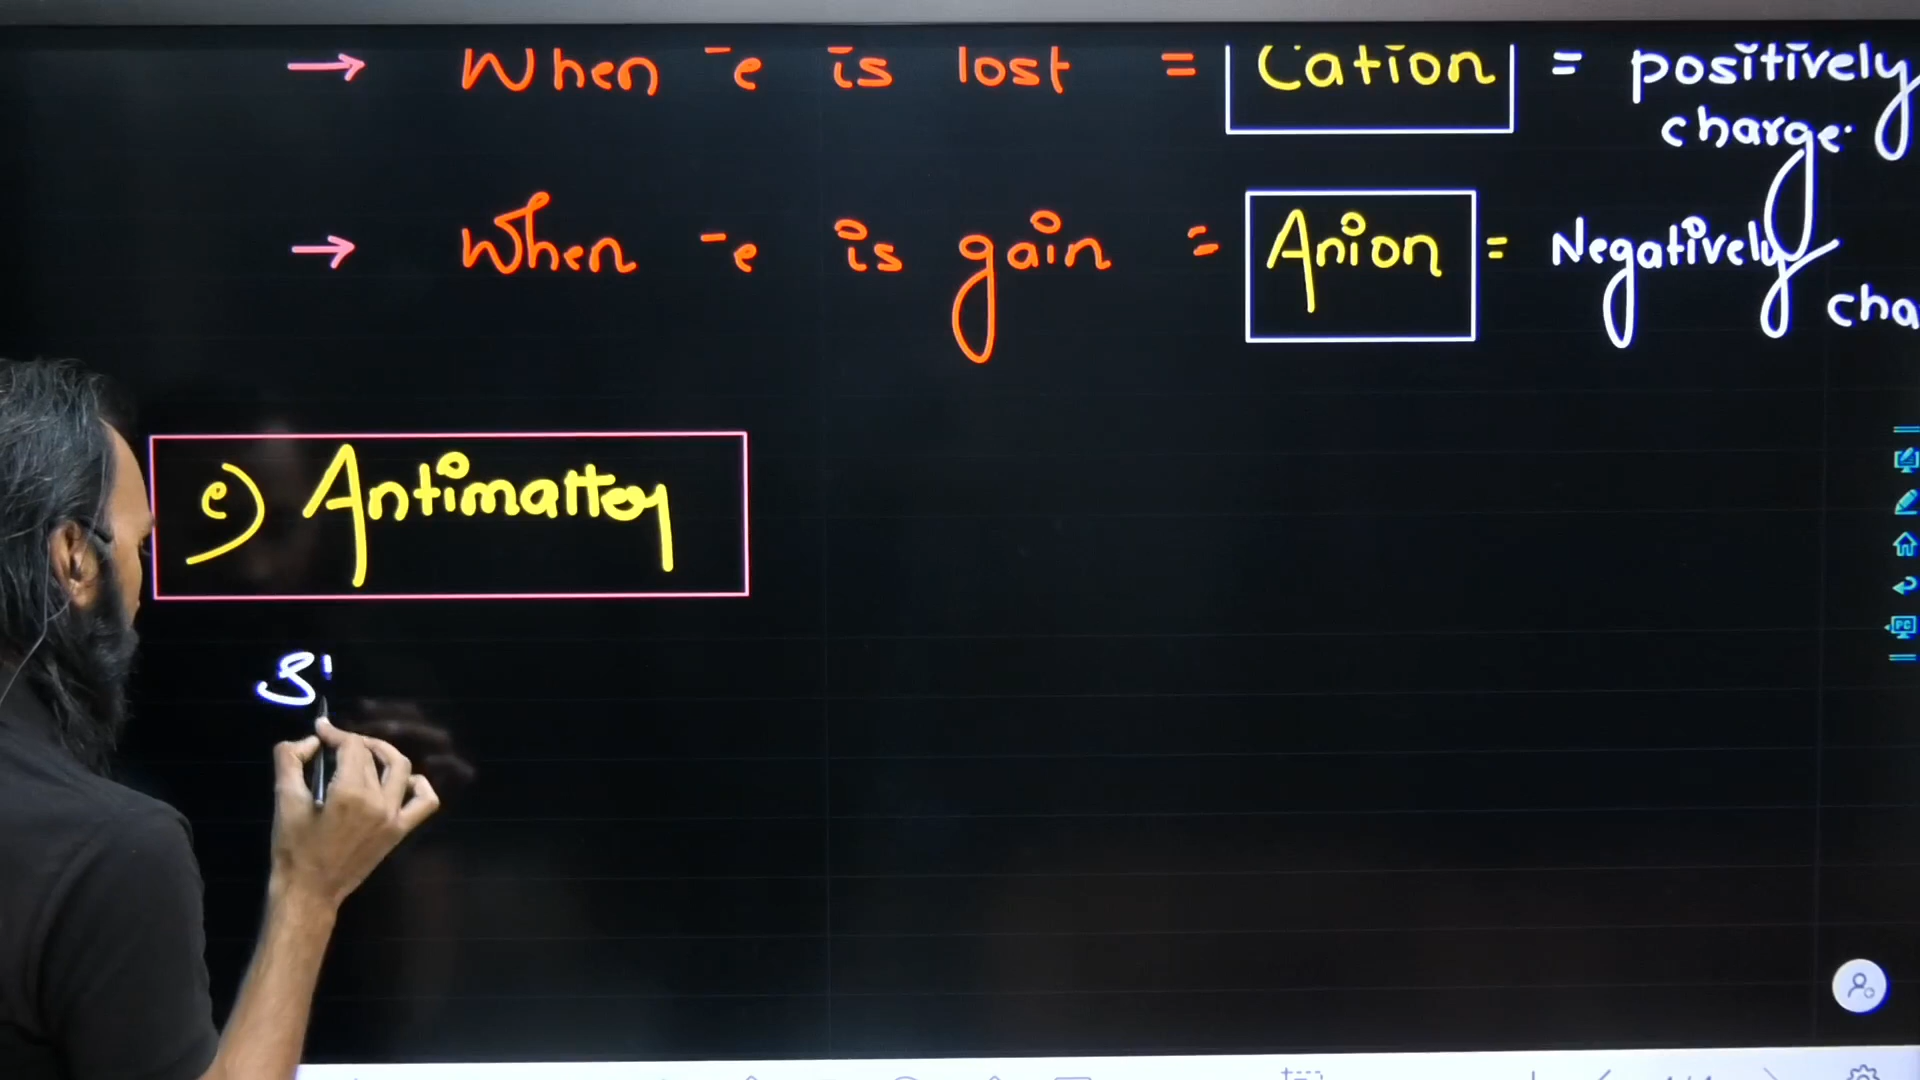 → When -e is lost = Cation = positively
charge.
→ When -e is gain = Anion = Negatively
cha
e) Antimatter